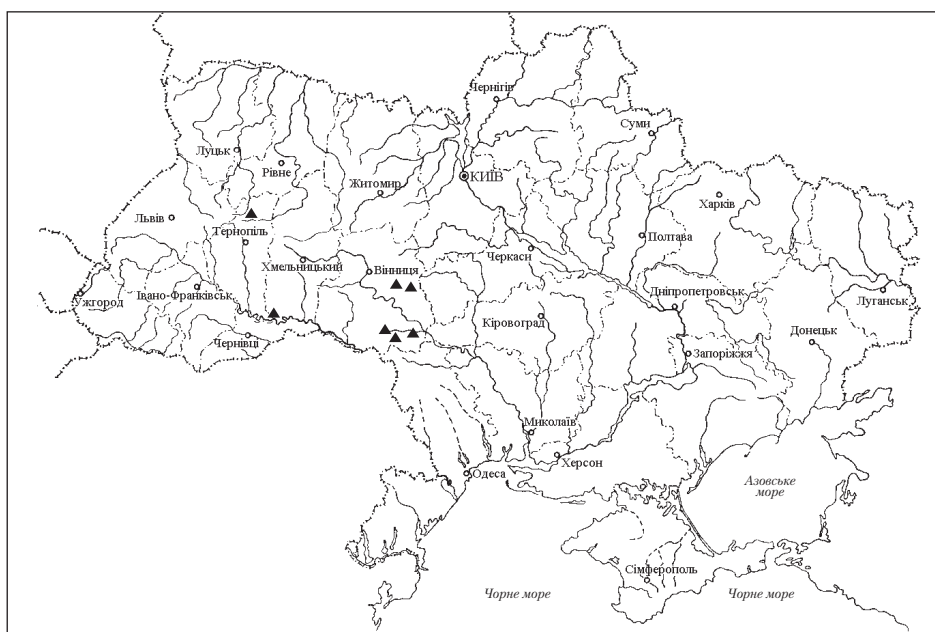 Чернігів
Суми
Луцьк
Рівне
КИЇВ
Житомир
Харків
Львів
Тернопіль
Полтава
Черкаси
Хмельницький
Вінниця
Ужгород
Івано-Франківськ
Дніпропетровськ
Луганськ
Кіровоград
Донецьк
Чернівці
Запоріжжя
Миколаїв
Херсон
Одеса
Азовське
море
Сімферополь
Чорне море
Чорне море